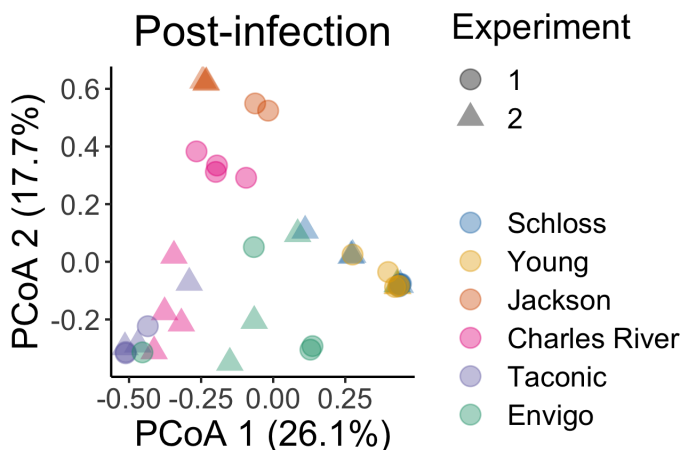 Post-infection
Experiment
1
2
PCoA 2 (17.7%)
0.6
0.4
0.2
0.0
-0.2
-0.50 -0.25 0.00 0.25
PCoA 1 (26.1%)
Schloss
Young
Jackson
Charles River
Taconic
Envigo